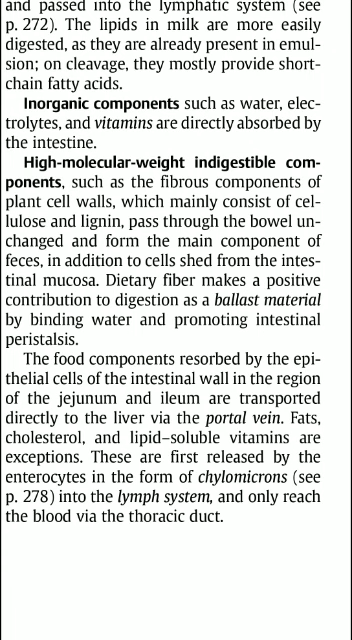 and passed into the lymphatic system (see
p. 272). The lipids in milk are more easily
digested, as they are already present in emul-
sion; on cleavage, they mostly provide short-
chain fatty acids.
Inorganic components such as water, elec-
trolytes, and vitamins are directly absorbed by
the intestine.
High-molecular-weight indigestible com-
ponents, such as the fibrous components of
plant cell walls, which mainly consist of cel-
lulose and lignin, pass through the bowel un-
changed and form the main component of
feces, in addition to cells shed from the intes-
tinal mucosa. Dietary fiber makes a positive
contribution to digestion as a ballast material
by binding water and promoting intestinal
peristalsis.
The food components resorbed by the epi-
thelial cells of the intestinal wall in the region
of the jejunum and ileum are transported
directly to the liver via the portal vein. Fats,
cholesterol, and lipid–soluble vitamins are
exceptions. These are first released by the
enterocytes in the form of chylomicrons (see
p. 278) into the lymph system, and only reach
the blood via the thoracic duct.